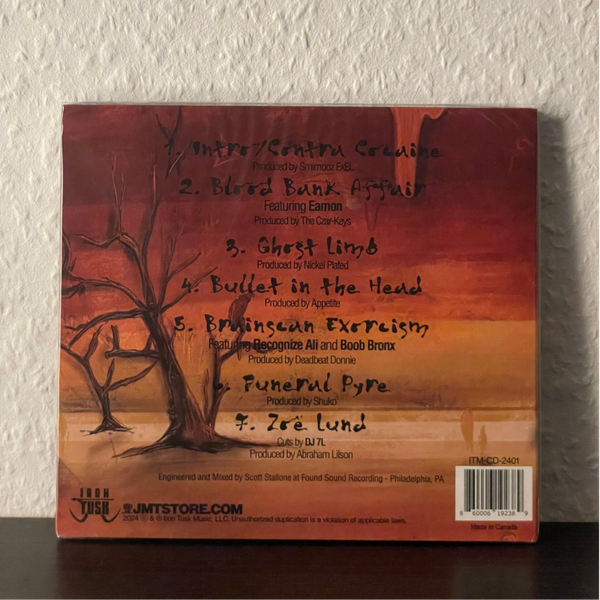 1. Intro/Contra Cocaine
Produced by Smimooz ExEL
2. Blood Bank Affair
Featuring Eamon
Produced by The Czar-Keys
3. Ghost Limb
Produced by Nickel Plated
4. Bullet in the Head
Produced by Appetite
5. Brainscan Exorcism
Featuring Recognize Ali and Boob Bronx
Produced by Deadbeat Donnie
6. Funeral Pyre
Produced by Shuko
7. Zoë Lund
Cuts by DJ 7L
Produced by Abraham Lilson
ITM-CD-2401
Engineered and Mixed by Scott Stallone at Found Sound Recording - Philadelphia, PA
IRON
TUSK
JMTSTORE.COM
2024 ℗ & © Iron Tusk Music, LLC. Unauthorized duplication is a violation of applicable laws.
8 60006 19238 9
Made in Canada